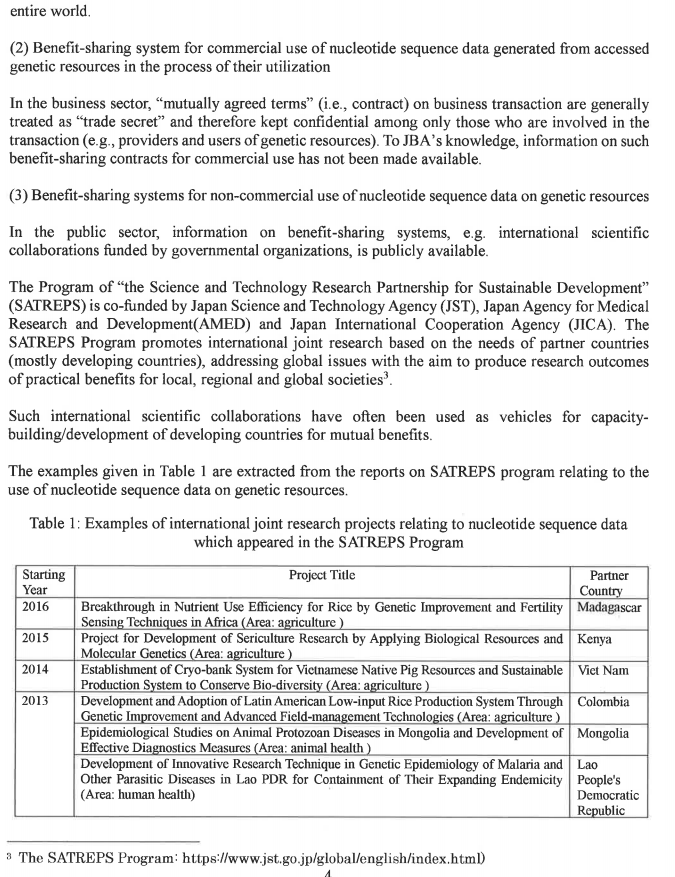 entire world.
(2) Benefit-sharing system for commercial use of nucleotide sequence data generated from accessed
genetic resources in the process of their utilization
In the business sector, “mutually agreed terms” (i.e., contract) on business transaction are generally
treated as “trade secret” and therefore kept confidential among only those who are involved in the
transaction (e.g., providers and users of genetic resources). To JBA’s knowledge, information on such
benefit-sharing contracts for commercial use has not been made available.
(3) Benefit-sharing systems for non-commercial use of nucleotide sequence data on genetic resources
In the public sector, information on benefit-sharing systems, e.g. international scientific
collaborations funded by governmental organizations, is publicly available.
The Program of “the Science and Technology Research Partnership for Sustainable Development”
(SATREPS) is co-funded by Japan Science and Technology Agency (JST), Japan Agency for Medical
Research and Development(AMED) and Japan International Cooperation Agency (JICA). The
SATREPS Program promotes international joint research based on the needs of partner countries
(mostly developing countries), addressing global issues with the aim to produce research outcomes
of practical benefits for local, regional and global societies³.
Such international scientific collaborations have often been used as vehicles for capacity-
building/development of developing countries for mutual benefits.
The examples given in Table 1 are extracted from the reports on SATREPS program relating to the
use of nucleotide sequence data on genetic resources.
Table 1: Examples of international joint research projects relating to nucleotide sequence data
which appeared in the SATREPS Program
Starting Project Title Partner
Year Country
2016 Breakthrough in Nutrient Use Efficiency for Rice by Genetic Improvement and Fertility Madagascar
Sensing Techniques in Africa (Area: agriculture )
2015 Project for Development of Sericulture Research by Applying Biological Resources and Kenya
Molecular Genetics (Area: agriculture )
2014 Establishment of Cryo-bank System for Vietnamese Native Pig Resources and Sustainable Viet Nam
Production System to Conserve Bio-diversity (Area: agriculture )
2013 Development and Adoption of Latin American Low-input Rice Production System Through Colombia
Genetic Improvement and Advanced Field-management Technologies (Area: agriculture )
Epidemiological Studies on Animal Protozoan Diseases in Mongolia and Development of Mongolia
Effective Diagnostics Measures (Area: animal health )
Development of Innovative Research Technique in Genetic Epidemiology of Malaria and Lao
Other Parasitic Diseases in Lao PDR for Containment of Their Expanding Endemicity People's
(Area: human health) Democratic
Republic
³ The SATREPS Program: https://www.jst.go.jp/global/english/index.html)
4